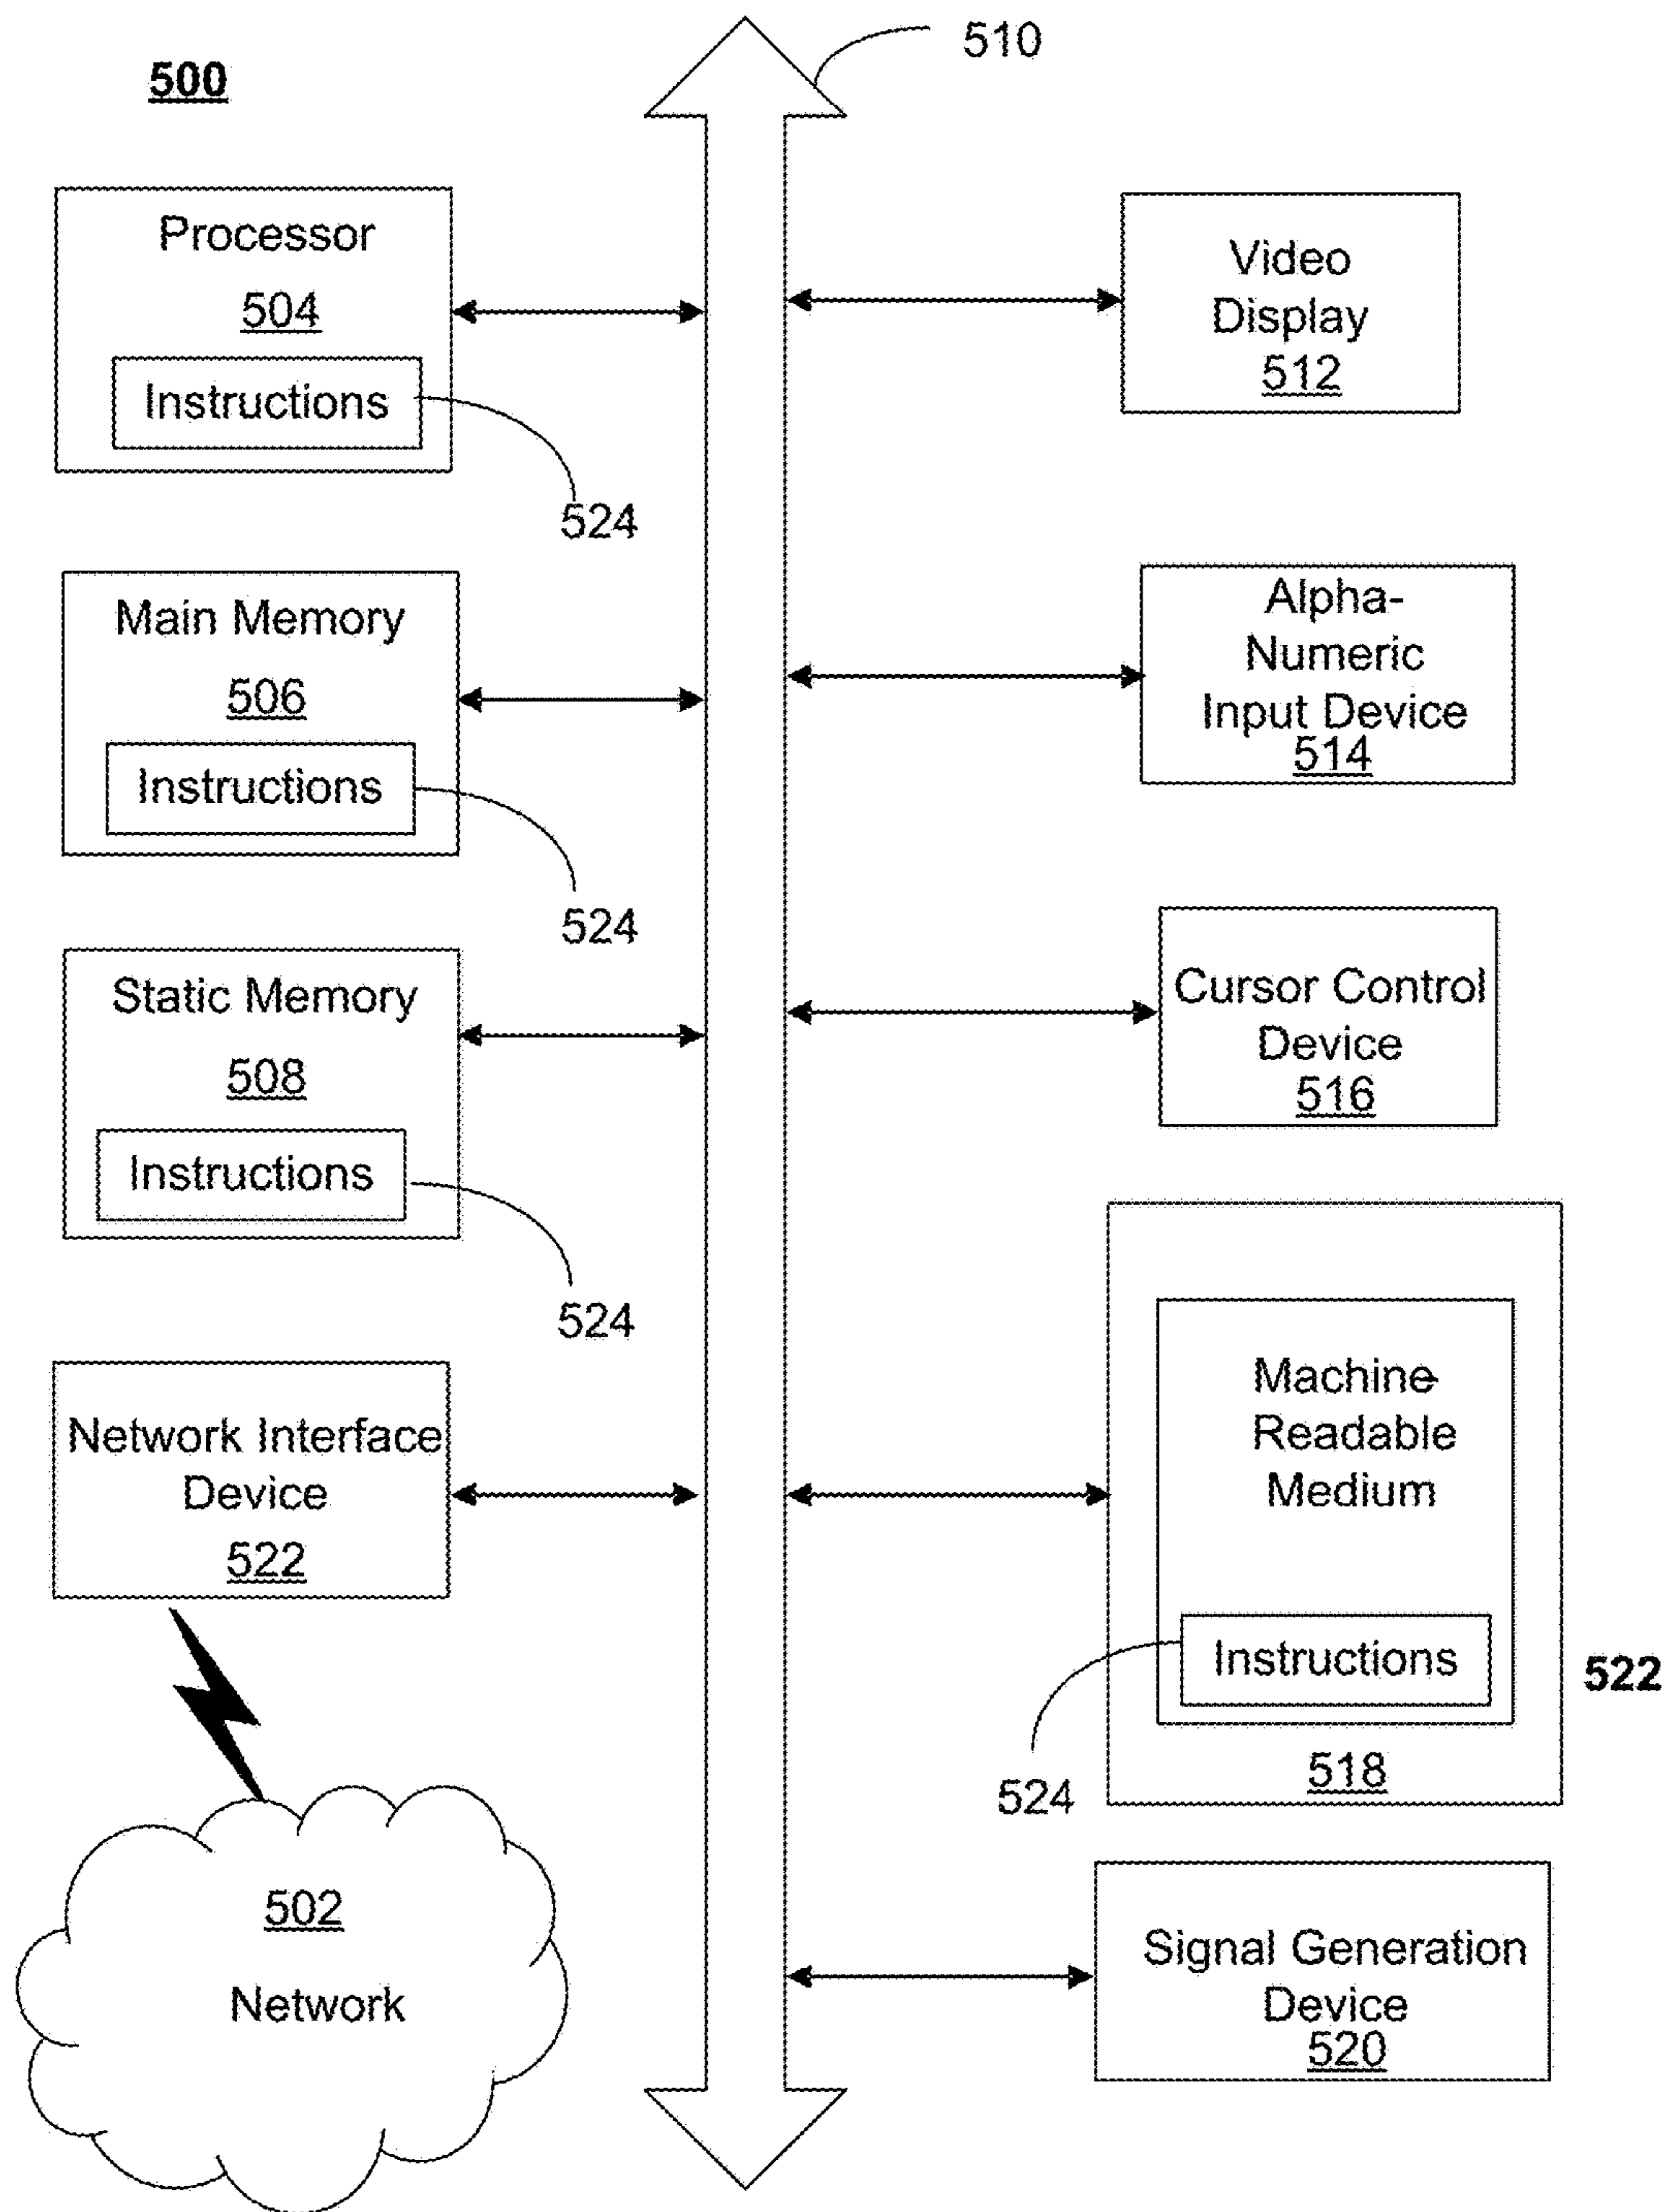 500
510
Processor
504
Instructions
524
Main Memory
506
Instructions
524
Static Memory
508
Instructions
524
Network Interface
Device
522
502
Network
Video
Display
512
Alpha-
Numeric
Input Device
514
Cursor Control
Device
516
Machine-
Readable
Medium
Instructions
522
524
518
Signal Generation
Device
520